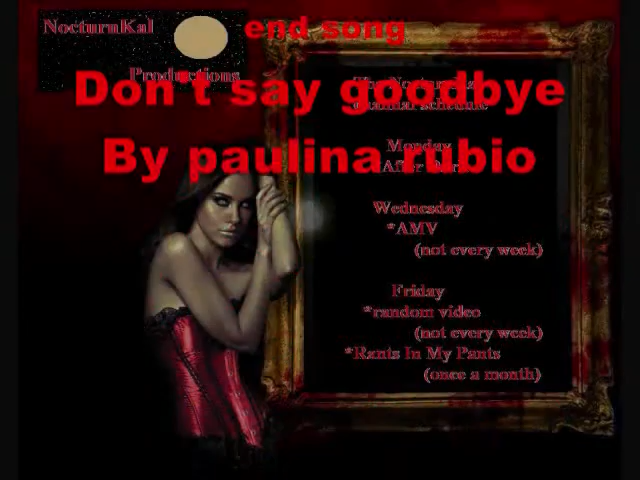 NocturnKal
Productions
end song
Don't say goodbye
By paulina rubio
Monday
After
Wednesday
*AMV
(not every week)
Friday
*random video
(not every week)
*Rants In My Pants
(once a month)